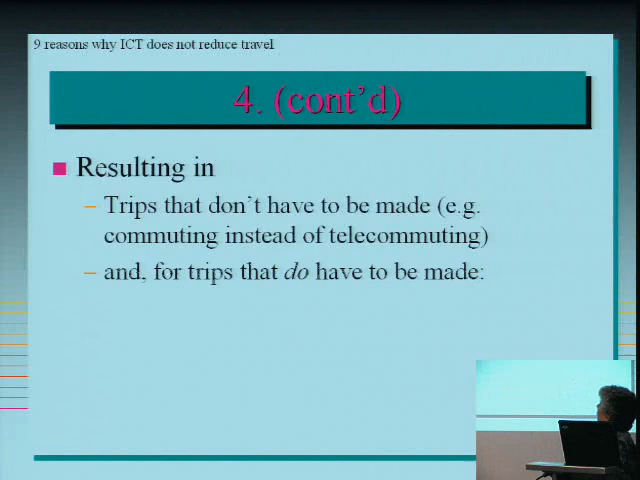 9 reasons why ICT does not reduce travel
4. (cont’d)
Resulting in
– Trips that don’t have to be made (e.g.
commuting instead of telecommuting)
– and, for trips that do have to be made: